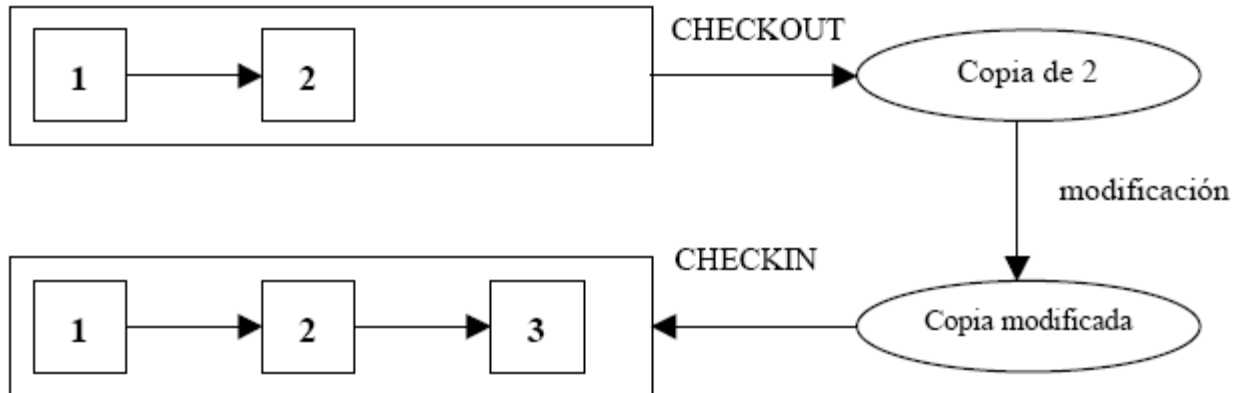 CHECKOUT
1
2
Copia de 2
modificación
CHECKIN
1
2
3
Copia modificada